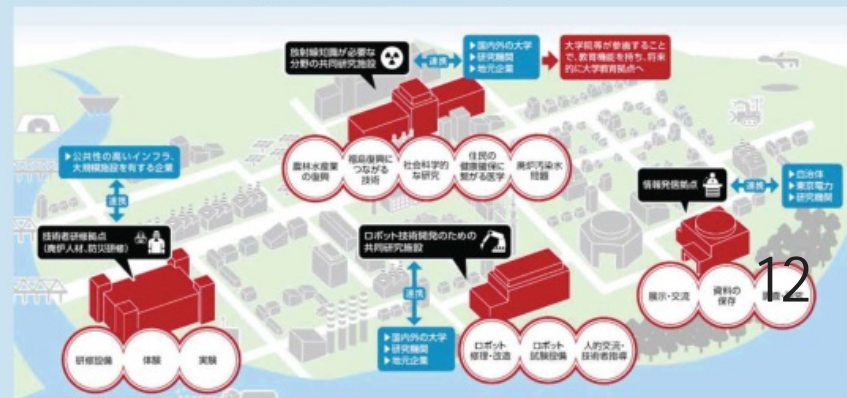 放射線知識が必要な
分野の共同研究施設
連携
▶国内外の大学
▶研究機関
▶地元企業
大学院等が参画すること
で、教育機能を持ち、将来
的に大学教育拠点へ
農林水産業
の復興
福島復興に
つながる
技術
社会科学的
な研究
住民の
健康確保に
繋がる医学
廃炉汚染水
問題
▶公共性の高いインフラ、
大規模施設を有する企業
連携
技術者研修拠点
(廃炉人材、防災研修)
研修設備
体験
実験
ロボット技術開発のための
共同研究施設
連携
▶国内外の大学
▶研究機関
▶地元企業
ロボット
修理・改造
ロボット
試験設備
人的交流・
技術者指導
情報発信拠点
連携
▶自治体
▶東京電力
▶研究機関
展示・交流
資料の
保存
12